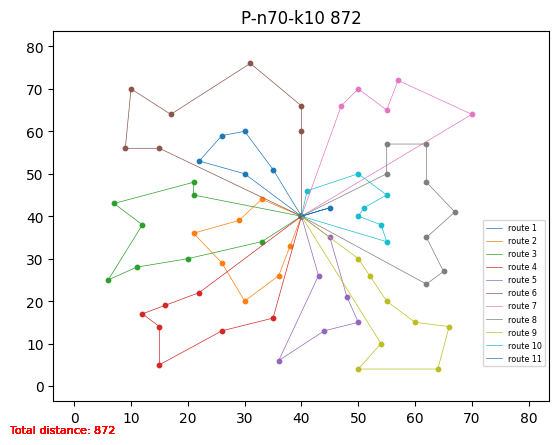 P-n70-k10 872
80
70
60
50
40
30
20
10
0
0 10 20 30 40 50 60 70 80
route 1
route 2
route 3
route 4
route 5
route 6
route 7
route 8
route 9
route 10
route 11
Total distance: 872